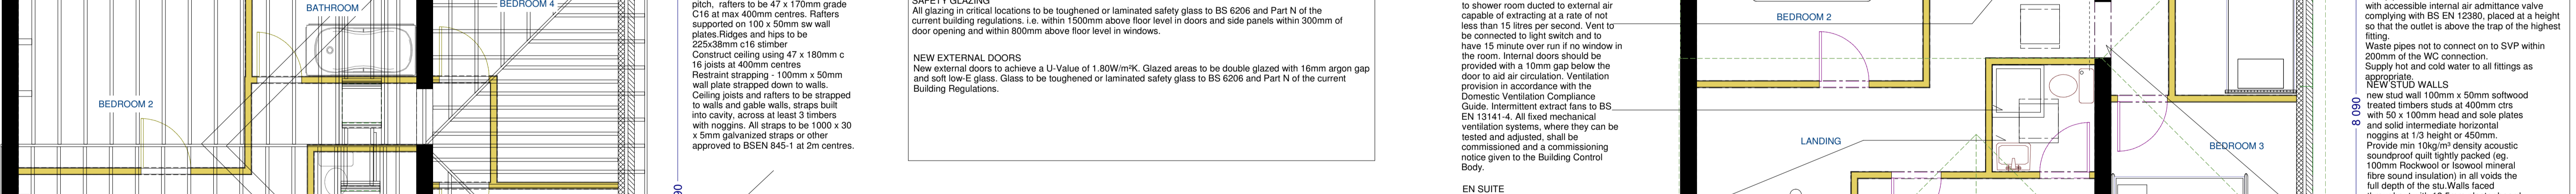 BATHROOM
BEDROOM 4
BEDROOM 2
pitch,  rafters to be 47 x 170mm grade
C16 at max 400mm centres. Rafters
supported on 100 x 50mm sw wall
plates.Ridges and hips to be
225x38mm c16 stimber
Construct ceiling using 47 x 180mm c
16 joists at 400mm centres
Restraint strapping - 100mm x 50mm
wall plate strapped down to walls.
Ceiling joists and rafters to be strapped
to walls and gable walls, straps built
into cavity, across at least 3 timbers
with noggins. All straps to be 1000 x 30
x 5mm galvanized straps or other
approved to BSEN 845-1 at 2m centres.
SAFETY GLAZING
All glazing in critical locations to be toughened or laminated safety glass to BS 6206 and Part N of the
current building regulations. i.e. within 1500mm above floor level in doors and side panels within 300mm of
door opening and within 800mm above floor level in windows.
NEW EXTERNAL DOORS
New external doors to achieve a U-Value of 1.80W/m²K. Glazed areas to be double glazed with 16mm argon gap
and soft low-E glass. Glass to be toughened or laminated safety glass to BS 6206 and Part N of the current
Building Regulations.
to shower room ducted to external air
capable of extracting at a rate of not
less than 15 litres per second. Vent to
be connected to light switch and to
have 15 minute over run if no window in
the room. Internal doors should be
provided with a 10mm gap below the
door to aid air circulation. Ventilation
provision in accordance with the
Domestic Ventilation Compliance
Guide. Intermittent extract fans to BS
EN 13141-4. All fixed mechanical
ventilation systems, where they can be
tested and adjusted, shall be
commissioned and a commissioning
notice given to the Building Control
Body.
EN SUITE
BEDROOM 2
LANDING
BEDROOM 3
8 090
with accessible internal air admittance valve
complying with BS EN 12380, placed at a height
so that the outlet is above the trap of the highest
fitting.
Waste pipes not to connect on to SVP within
200mm of the WC connection.
Supply hot and cold water to all fittings as
appropriate.
NEW STUD WALLS
new stud wall 100mm x 50mm softwood
treated timbers studs at 400mm ctrs
with 50 x 100mm head and sole plates
and solid intermediate horizontal
noggins at 1/3 height or 450mm.
Provide min 10kg/m³ density acoustic
soundproof quilt tightly packed (eg.
100mm Rockwool or Isowool mineral
fibre sound insulation) in all voids the
full depth of the stu.Walls faced